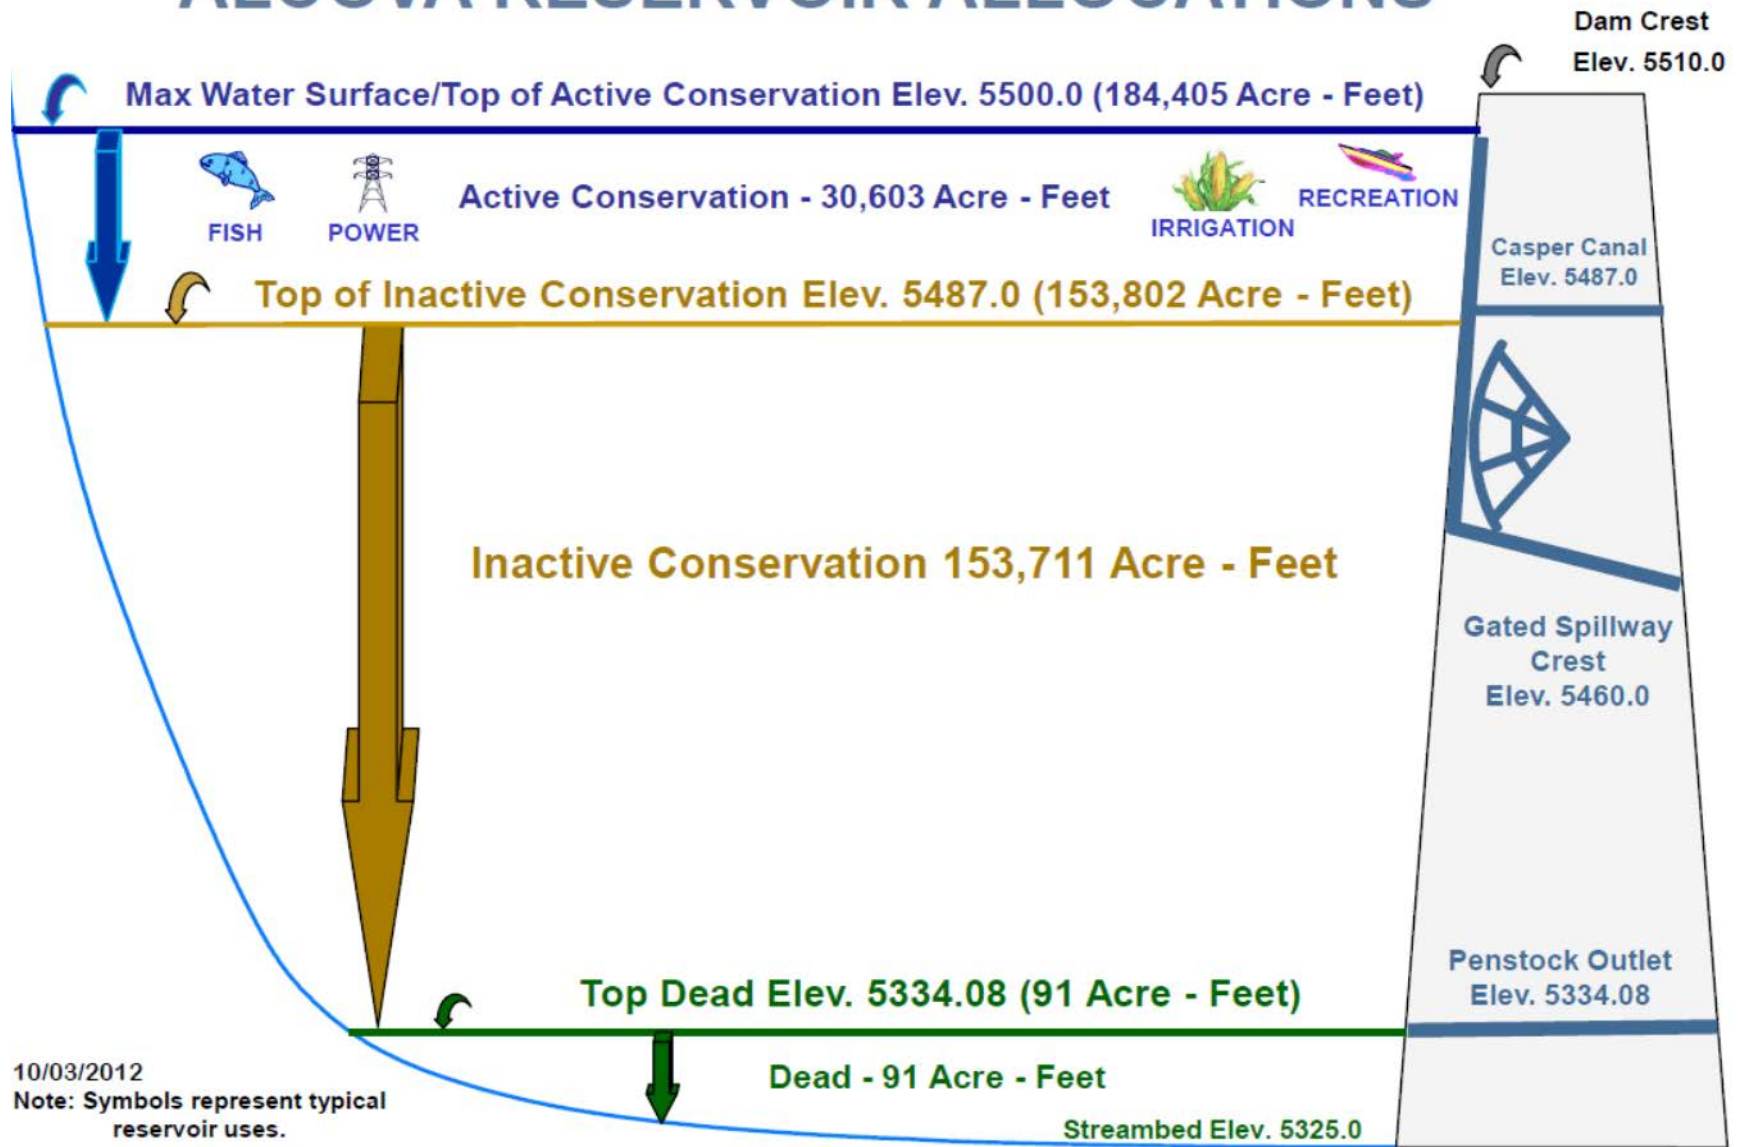 ALCOVA RESERVOIR ALLOCATIONS
Dam Crest
Elev. 5510.0
Max Water Surface/Top of Active Conservation Elev. 5500.0 (184,405 Acre - Feet)
FISH
POWER
Active Conservation - 30,603 Acre - Feet
IRRIGATION
RECREATION
Casper Canal
Elev. 5487.0
Top of Inactive Conservation Elev. 5487.0 (153,802 Acre - Feet)
Inactive Conservation 153,711 Acre - Feet
Gated Spillway
Crest
Elev. 5460.0
Penstock Outlet
Elev. 5334.08
Top Dead Elev. 5334.08 (91 Acre - Feet)
Dead - 91 Acre - Feet
Streambed Elev. 5325.0
10/03/2012
Note: Symbols represent typical
reservoir uses.